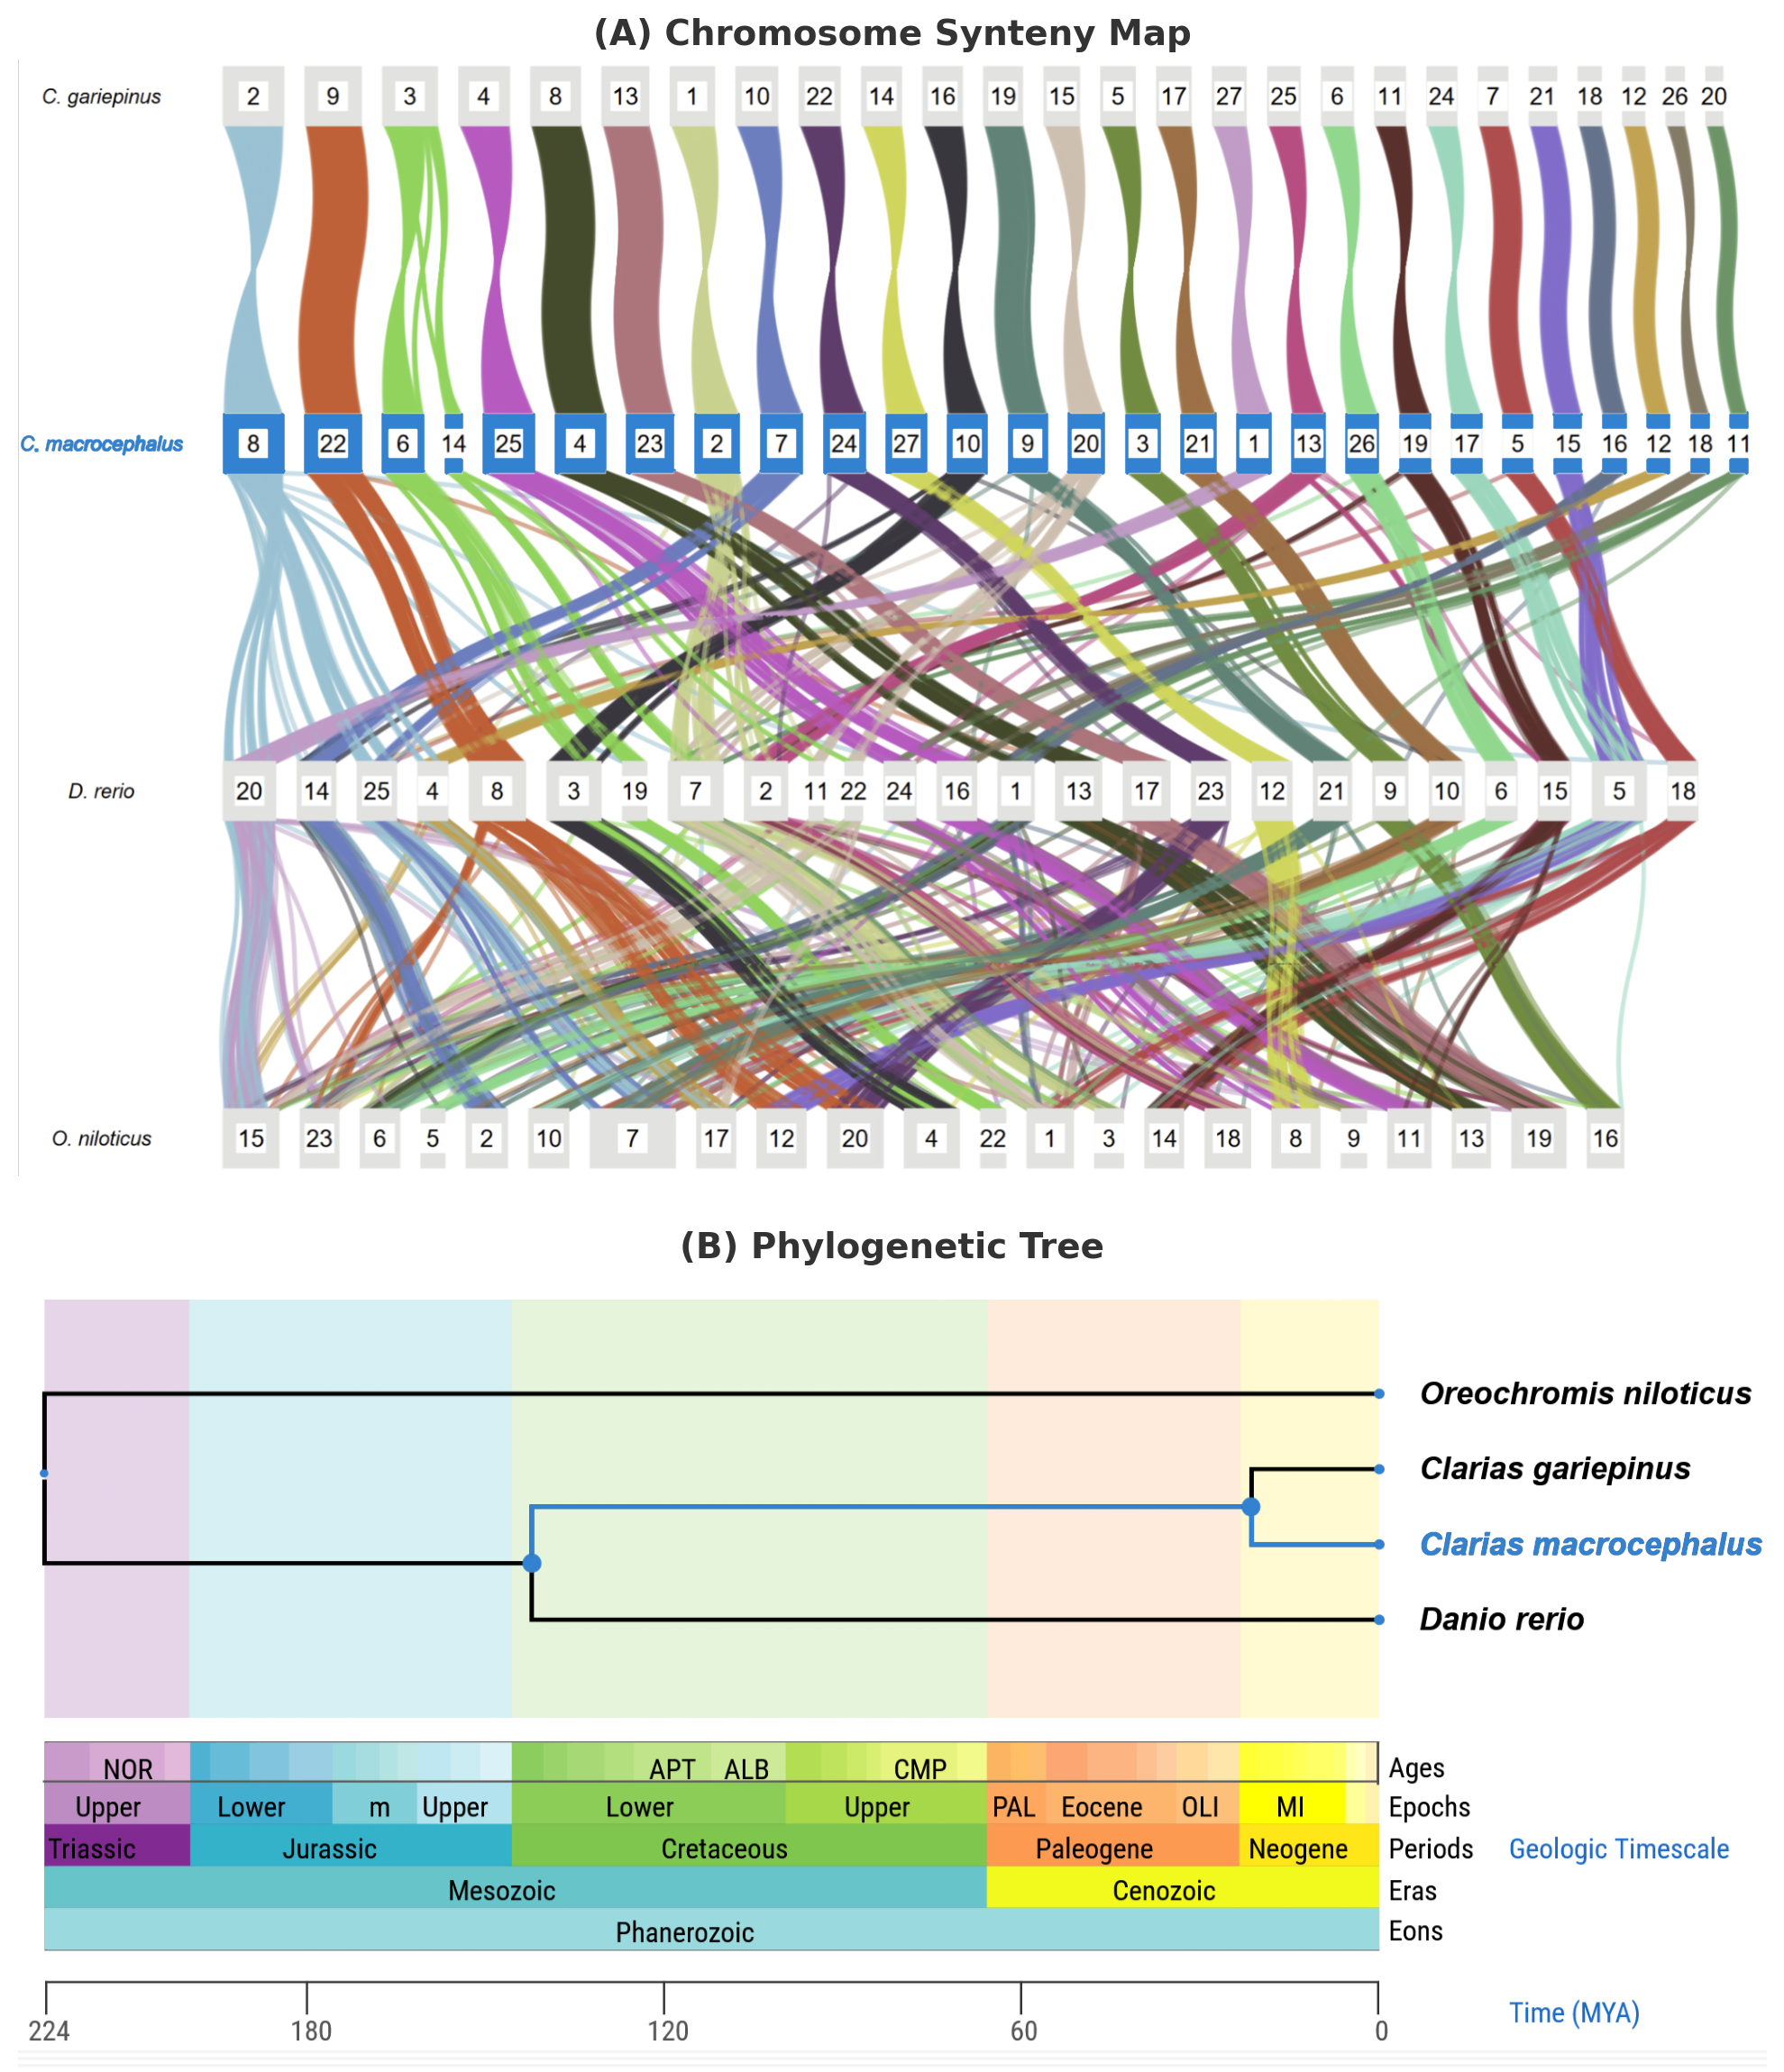 (A) Chromosome Synteny Map
C. gariepinus 2 9 3 4 8 13 1 10 22 14 16 19 15 5 17 27 25 6 11 24 7 21 18 12 26 20
C. macrocephalus 8 22 6 14 25 4 23 2 7 24 27 10 9 20 3 21 1 13 26 19 17 5 15 16 12 18 11
D. rerio 20 14 25 4 8 3 19 7 2 11 22 24 16 1 13 17 23 12 21 9 10 6 15 5 18
O. niloticus 15 23 6 5 2 10 7 17 12 20 4 22 1 3 14 18 8 9 11 13 19 16
(B) Phylogenetic Tree
Oreochromis niloticus
Clarias gariepinus
Clarias macrocephalus
Danio rerio
NOR APT ALB CMP Ages
Upper Lower m Upper Lower Upper PAL Eocene OLI MI Epochs
Triassic Jurassic Cretaceous Paleogene Neogene Periods Geologic Timescale
Mesozoic Cenozoic Eras
Phanerozoic Eons
224 180 120 60 0 Time (MYA)